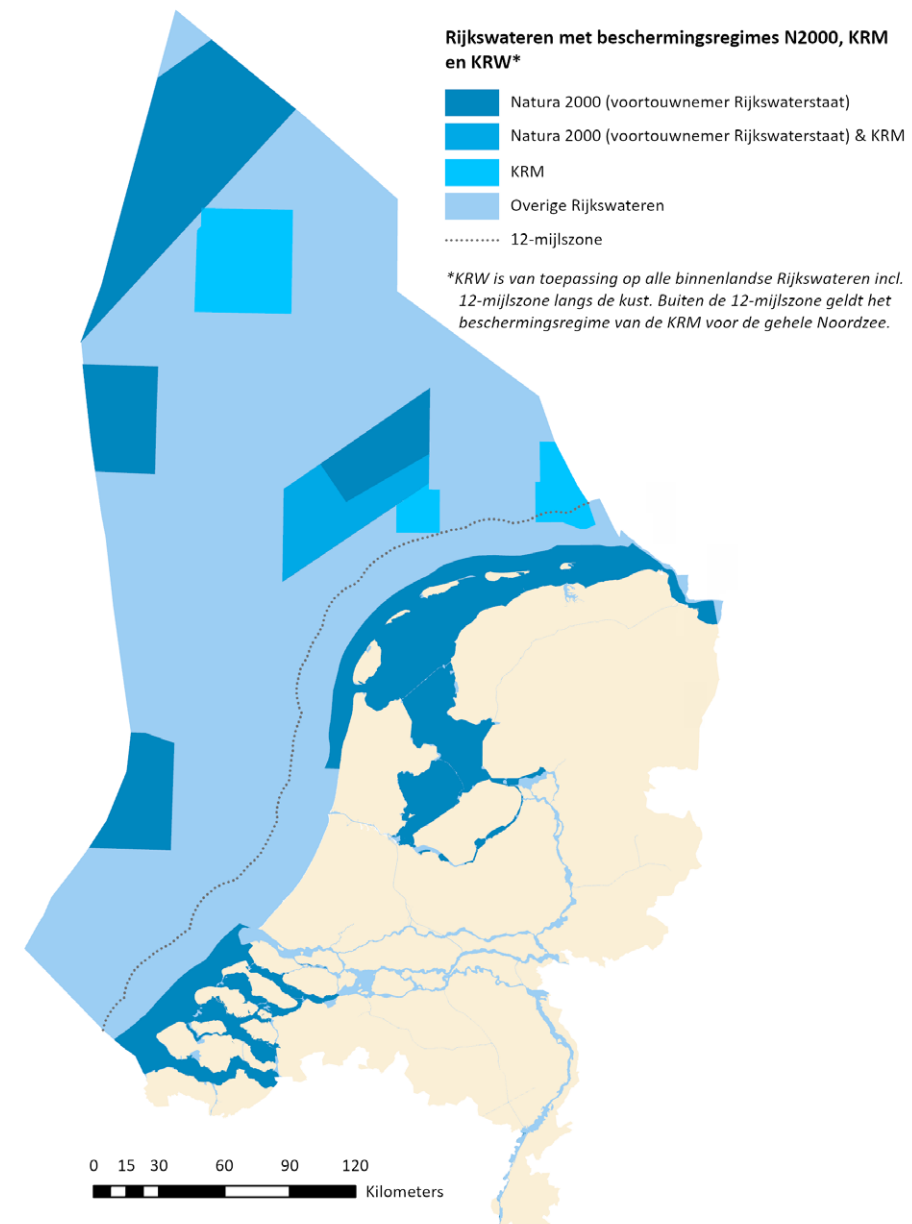 Rijkswateren met beschermingsregimes N2000, KRM
en KRW*
Natura 2000 (voortouwnemer Rijkswaterstaat)
Natura 2000 (voortouwnemer Rijkswaterstaat) & KRM
KRM
Overige Rijkswateren
12-mijlszone
*KRW is van toepassing op alle binnenlandse Rijkswateren incl.
12-mijlszone langs de kust. Buiten de 12-mijlszone geldt het
beschermingsregime van de KRM voor de gehele Noordzee.
0 15 30 60 90 120
Kilometers